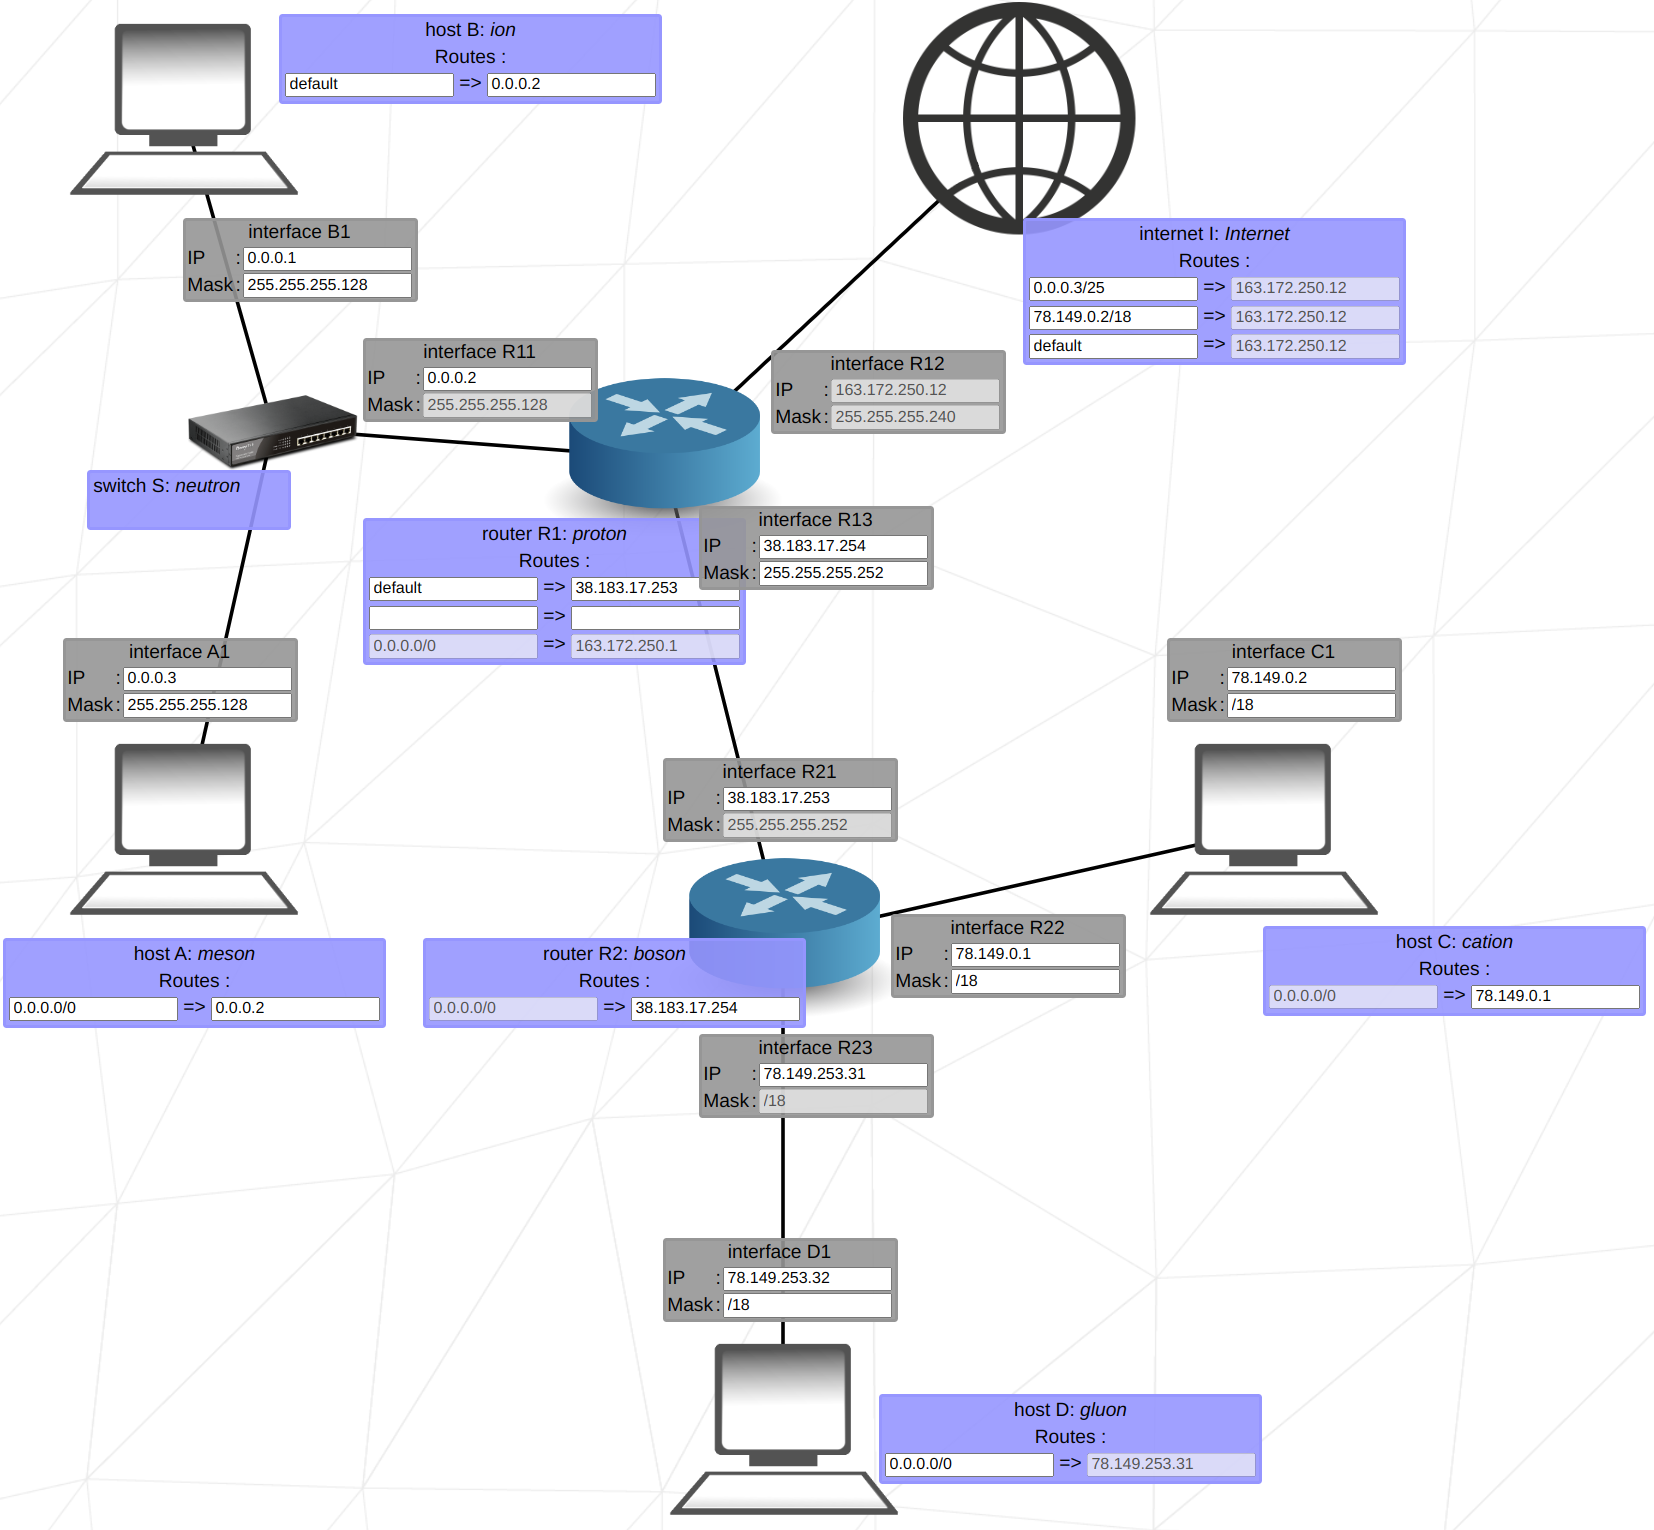 host B: ion
Routes :
default => 0.0.0.2
interface B1
IP : 0.0.0.1
Mask : 255.255.255.128
internet I: Internet
Routes :
0.0.0.3/25 => 163.172.250.12
78.149.0.2/18 => 163.172.250.12
default => 163.172.250.12
interface R11
IP : 0.0.0.2
Mask : 255.255.255.128
interface R12
IP : 163.172.250.12
Mask : 255.255.255.240
switch S: neutron
router R1: proton
Routes :
default => 38.183.17.253
=>
0.0.0.0/0 => 163.172.250.1
interface R13
IP : 38.183.17.254
Mask : 255.255.255.252
interface A1
IP : 0.0.0.3
Mask : 255.255.255.128
interface C1
IP : 78.149.0.2
Mask : /18
interface R21
IP : 38.183.17.253
Mask : 255.255.255.252
host A: meson
Routes :
0.0.0.0/0 => 0.0.0.2
router R2: boson
Routes :
0.0.0.0/0 => 38.183.17.254
interface R22
IP : 78.149.0.1
Mask : /18
host C: cation
Routes :
0.0.0.0/0 => 78.149.0.1
interface R23
IP : 78.149.253.31
Mask : /18
interface D1
IP : 78.149.253.32
Mask : /18
host D: gluon
Routes :
0.0.0.0/0 => 78.149.253.31